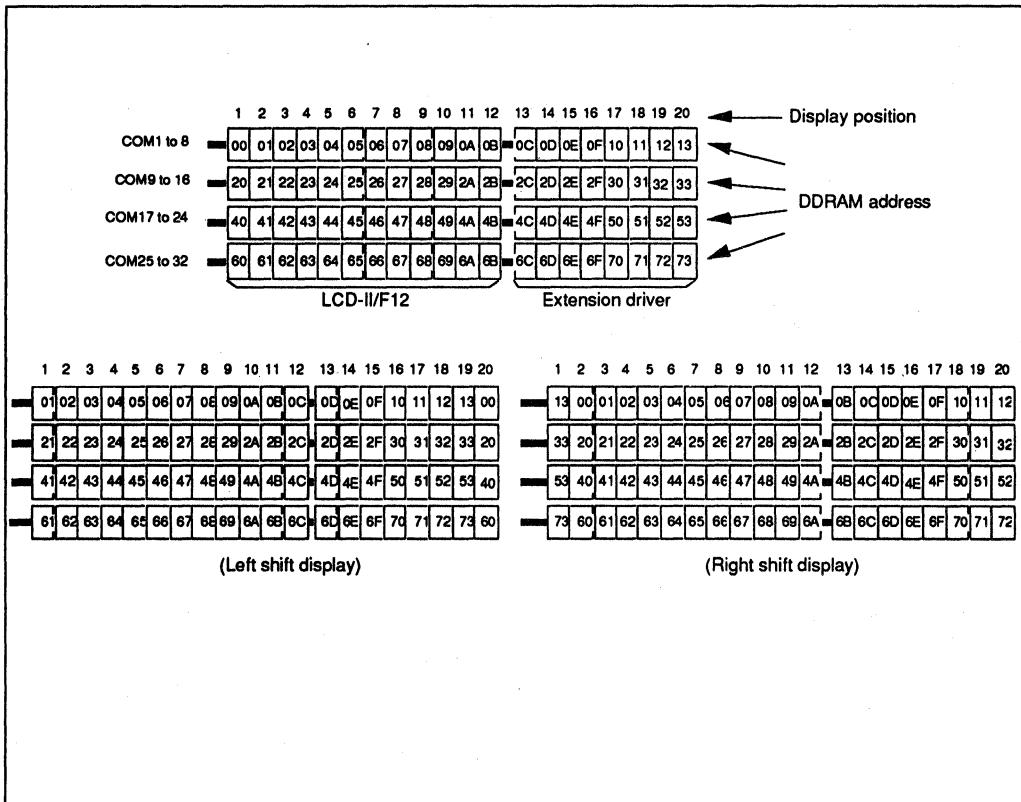 1 2 3 4 5 6 7 8 9 10 11 12 13 14 15 16 17 18 19 20 Display position
COM1 to 8 00 01 02 03 04 05 06 07 08 09 0A 0B 0C 0D 0E 0F 10 11 12 13
COM9 to 16 20 21 22 23 24 25 26 27 28 29 2A 2B 2C 2D 2E 2F 30 31 32 33
DDRAM address
COM17 to 24 40 41 42 43 44 45 46 47 48 49 4A 4B 4C 4D 4E 4F 50 51 52 53
COM25 to 32 60 61 62 63 64 65 66 67 68 69 6A 6B 6C 6D 6E 6F 70 71 72 73
LCD-II/F12 Extension driver
1 2 3 4 5 6 7 8 9 10 11 12 13 14 15 16 17 18 19 20
01 02 03 04 05 06 07 08 09 0A 0B 0C 0D 0E 0F 10 11 12 13 00
21 22 23 24 25 26 27 28 29 2A 2B 2C 2D 2E 2F 30 31 32 33 20
41 42 43 44 45 46 47 48 49 4A 4B 4C 4D 4E 4F 50 51 52 53 40
61 62 63 64 65 66 67 68 69 6A 6B 6C 6D 6E 6F 70 71 72 73 60
(Left shift display)
1 2 3 4 5 6 7 8 9 10 11 12 13 14 15 16 17 18 19 20
13 00 01 02 03 04 05 06 07 08 09 0A 0B 0C 0D 0E 0F 10 11 12
33 20 21 22 23 24 25 26 27 28 29 2A 2B 2C 2D 2E 2F 30 31 32
53 40 41 42 43 44 45 46 47 48 49 4A 4B 4C 4D 4E 4F 50 51 52
73 60 61 62 63 64 65 66 67 68 69 6A 6B 6C 6D 6E 6F 70 71 72
(Right shift display)